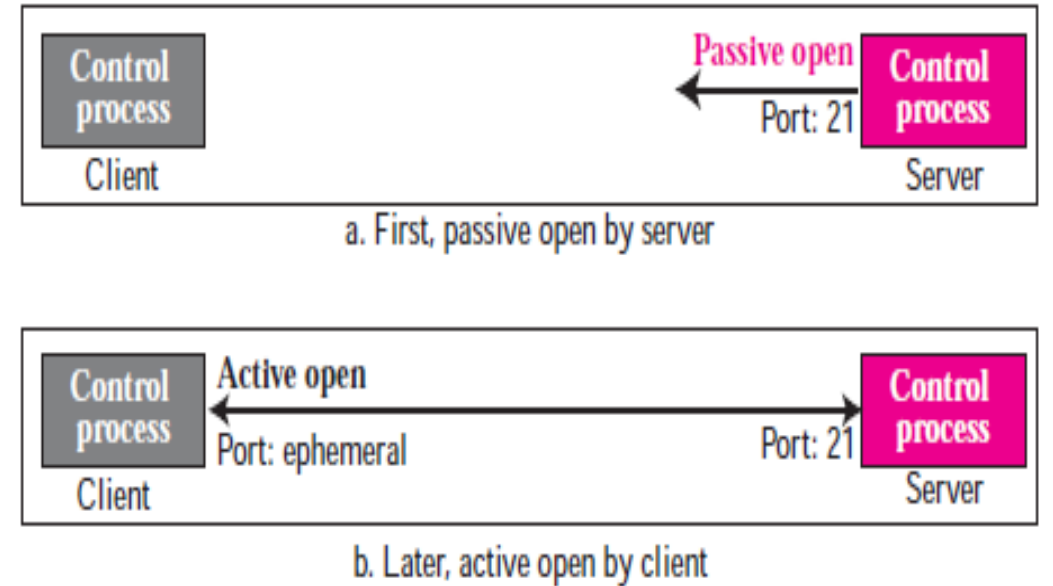 Control
process
Client
Passive open
Port: 21
Control
process
Server
a. First, passive open by server
Control
process
Client
Active open
Port: ephemeral
Port: 21
Control
process
Server
b. Later, active open by client